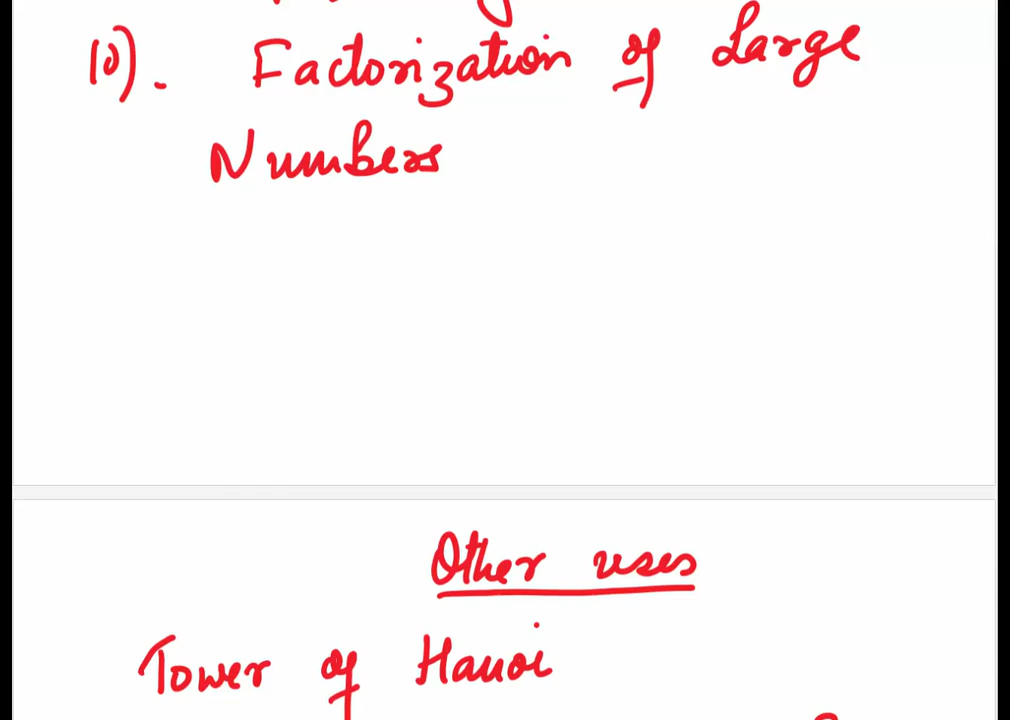 10). Factorization of Large
Numbers
Other uses
Tower of Hanoi